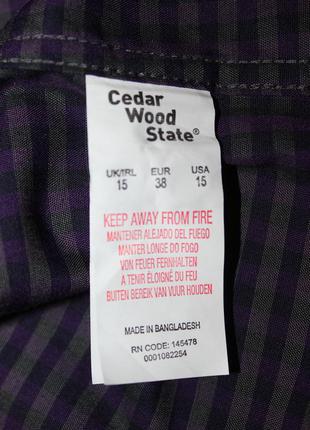 Cedar
Wood
State®
UK/IRL EUR USA
15 38 15
KEEP AWAY FROM FIRE
MANTENER ALEJADO DEL FUEGO
MANTER LONGE DO FOGO
VON FEUER FERNHALTEN
A TENIR ÉLOIGNÉ DU FEU
BUITEN BEREIK VAN VUUR HOUDEN
MADE IN BANGLADESH
RN CODE: 145478
0001082254